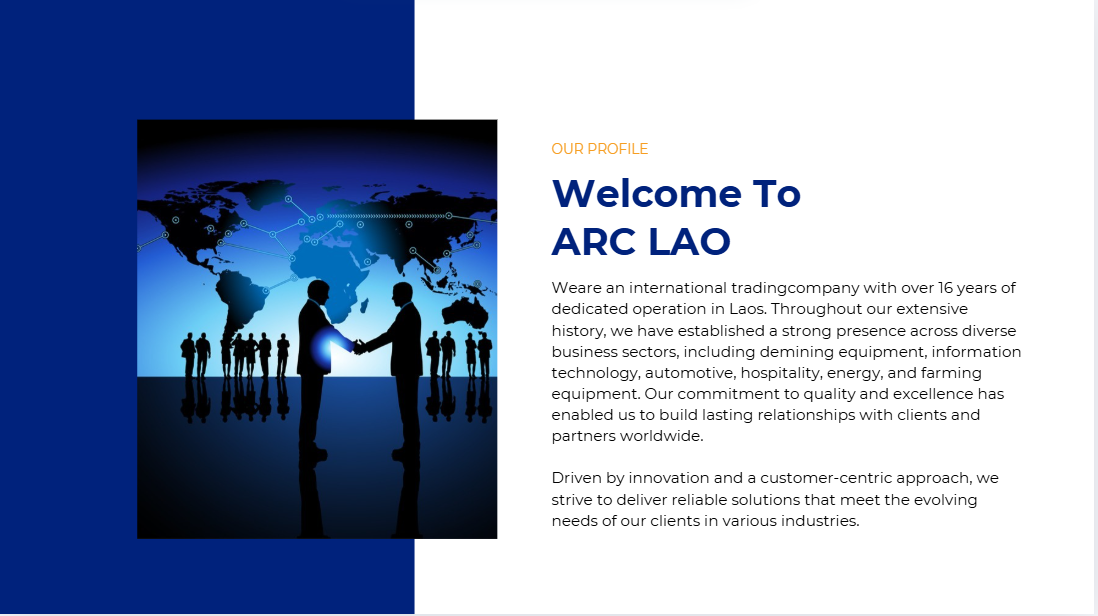 OUR PROFILE
Welcome To
ARC LAO
Weare an international tradingcompany with over 16 years of
dedicated operation in Laos. Throughout our extensive
history, we have established a strong presence across diverse
business sectors, including demining equipment, information
technology, automotive, hospitality, energy, and farming
equipment. Our commitment to quality and excellence has
enabled us to build lasting relationships with clients and
partners worldwide.
Driven by innovation and a customer-centric approach, we
strive to deliver reliable solutions that meet the evolving
needs of our clients in various industries.